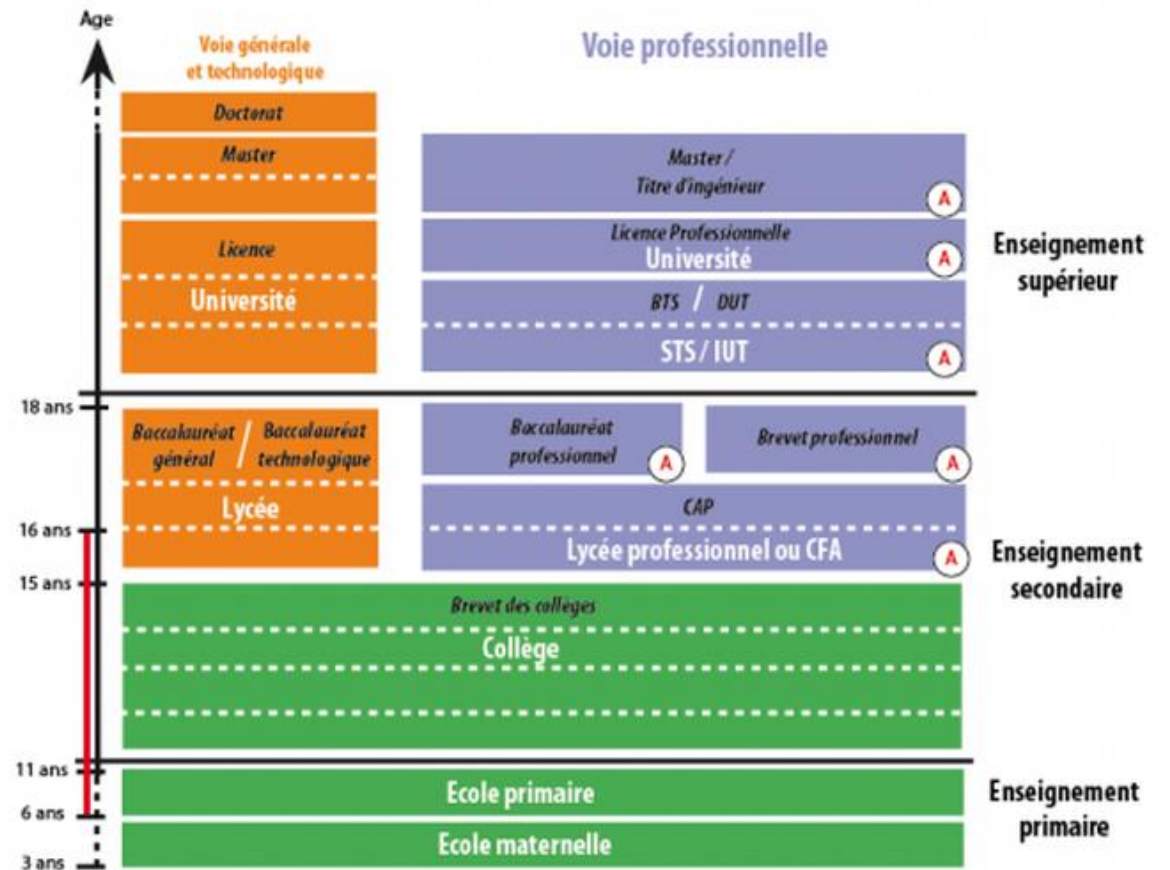 Age
Voie générale
et technologique
Voie professionnelle
Doctorat
Master
Licence
Université
Master /
Titre d'ingénieur
A
Licence Professionnelle
Université
A
BTS / DUT
STS / IUT
A
Enseignement
supérieur
18 ans
Baccalauréat
général
/
Baccalauréat
technologique
Lycée
Baccalauréat
professionnel
A
Brevet professionnel
A
CAP
Lycée professionnel ou CFA
A
16 ans
15 ans
Enseignement
secondaire
Brevet des collèges
Collège
11 ans
Ecole primaire
6 ans
Ecole maternelle
3 ans
Enseignement
primaire